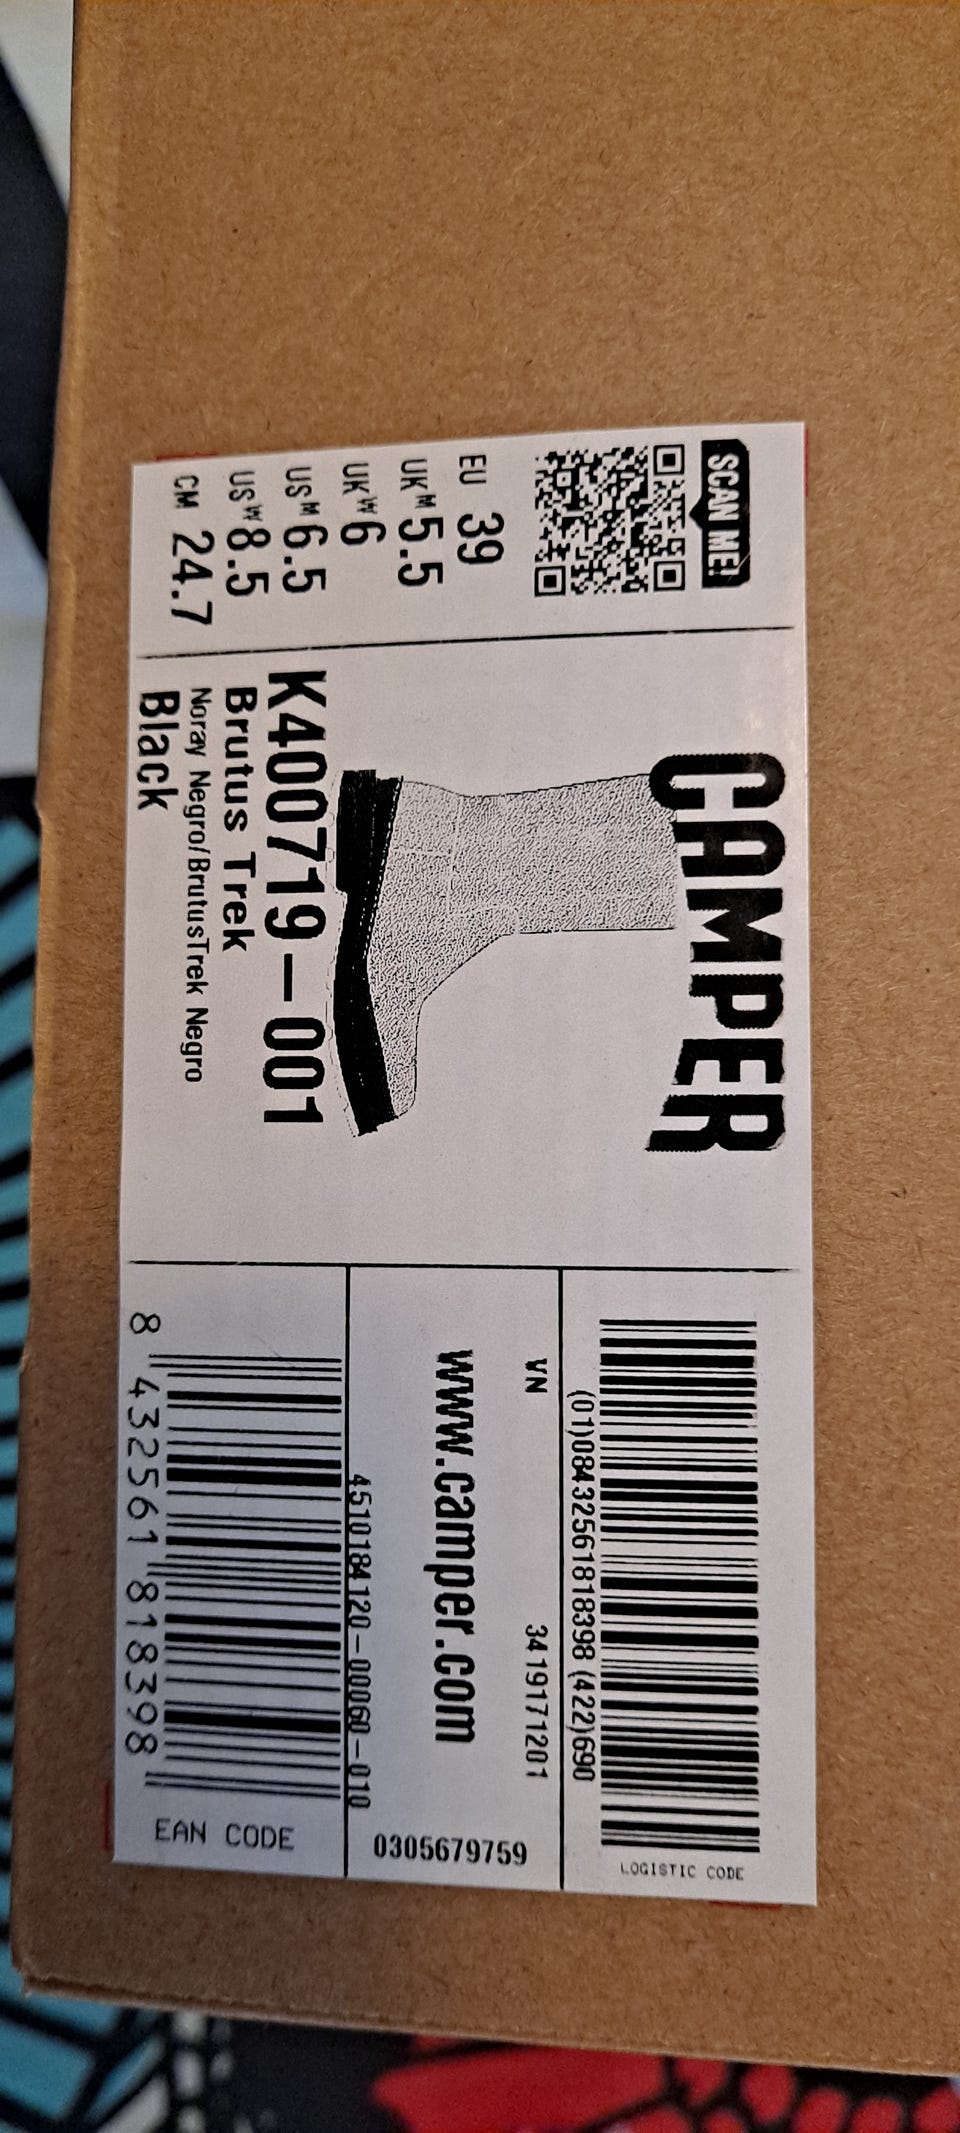 SCAN ME!
EU 39
UK M 5.5
UK W 6
US M 6.5
US W 8.5
CM 24.7
CAMPER
K400719-001
Brutus Trek
Noray Negro/BrutusTrek Negro
Black
(01)08432561818398 (422)690
LOGISTIC CODE
VN 3419171201
www.camper.com
0305679759
4510184120-00060-010
8 432561 818398
EAN CODE